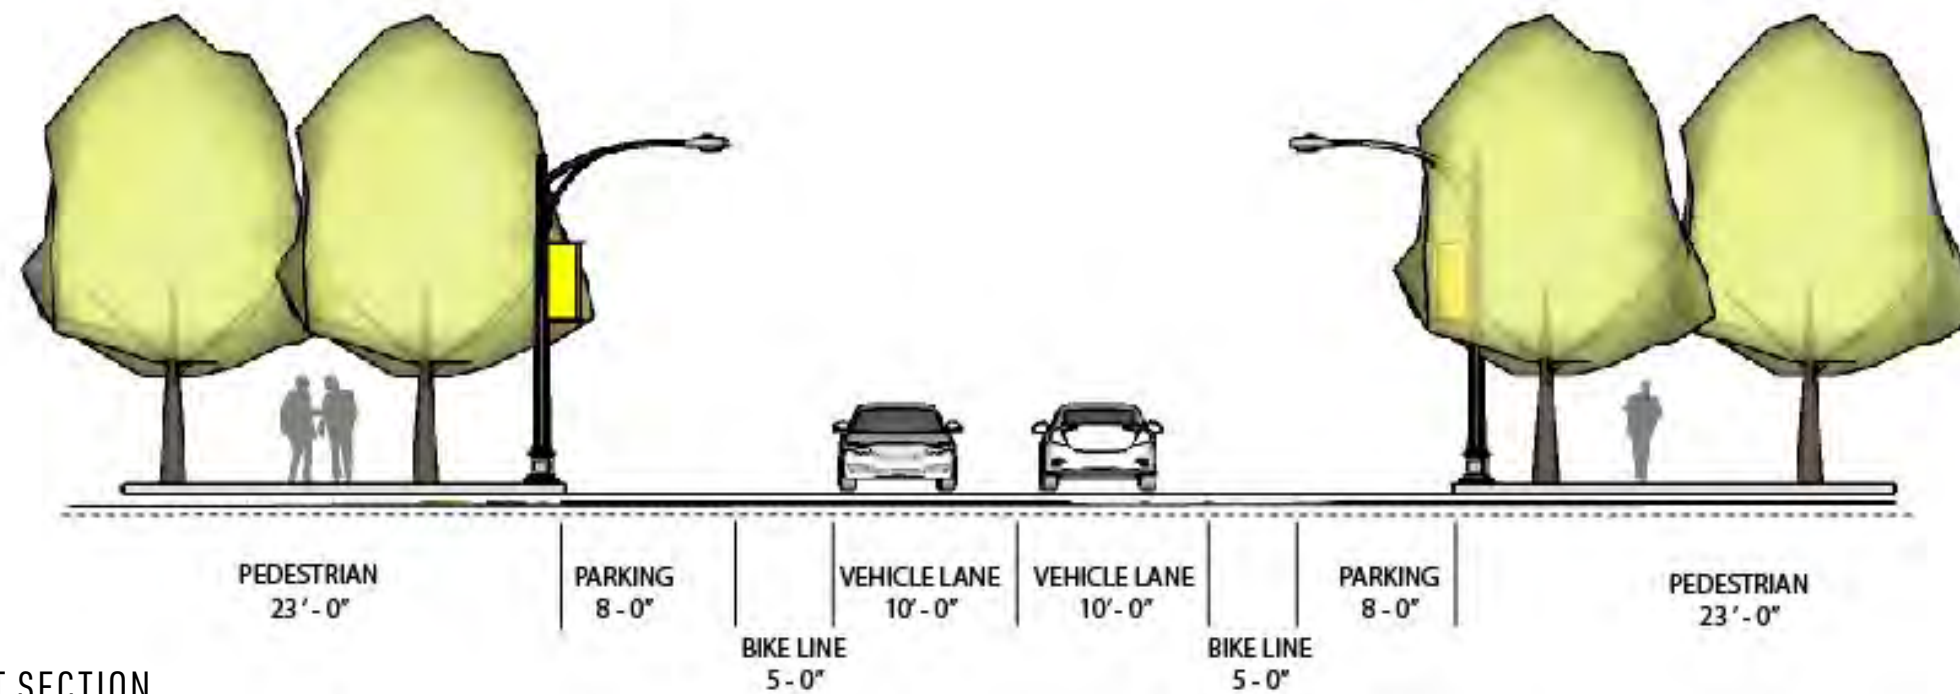 PEDESTRIAN
23 ' - 0"
PARKING
8 - 0"
BIKE LINE
5 - 0"
VEHICLE LANE
10' - 0"
VEHICLE LANE
10' - 0"
BIKE LINE
5 - 0"
PARKING
8 - 0"
PEDESTRIAN
23 ' - 0"
SECTION